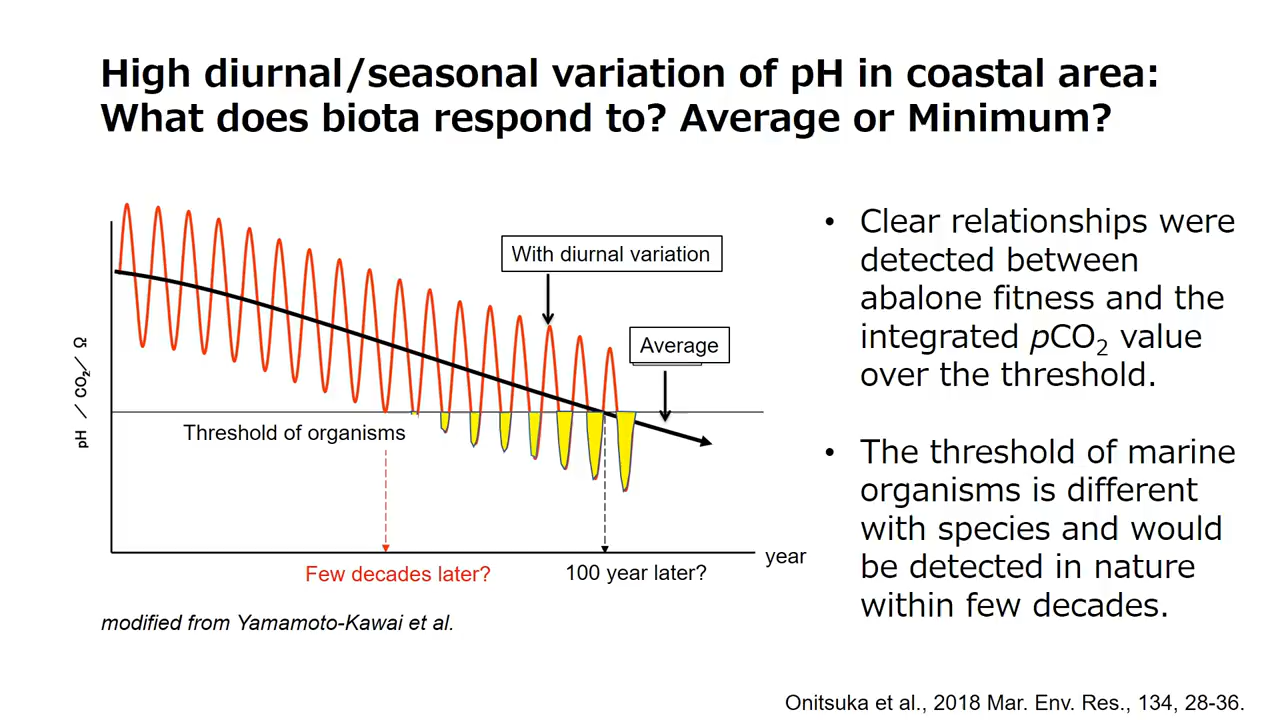 High diurnal/seasonal variation of pH in coastal area:
What does biota respond to? Average or Minimum?
With diurnal variation
Average
pH / CO₂／ Ω
Threshold of organisms
year
Few decades later?
100 year later?
modified from Yamamoto-Kawai et al.
• Clear relationships were
detected between
abalone fitness and the
integrated pCO₂ value
over the threshold.
• The threshold of marine
organisms is different
with species and would
be detected in nature
within few decades.
Onitsuka et al., 2018 Mar. Env. Res., 134, 28-36.